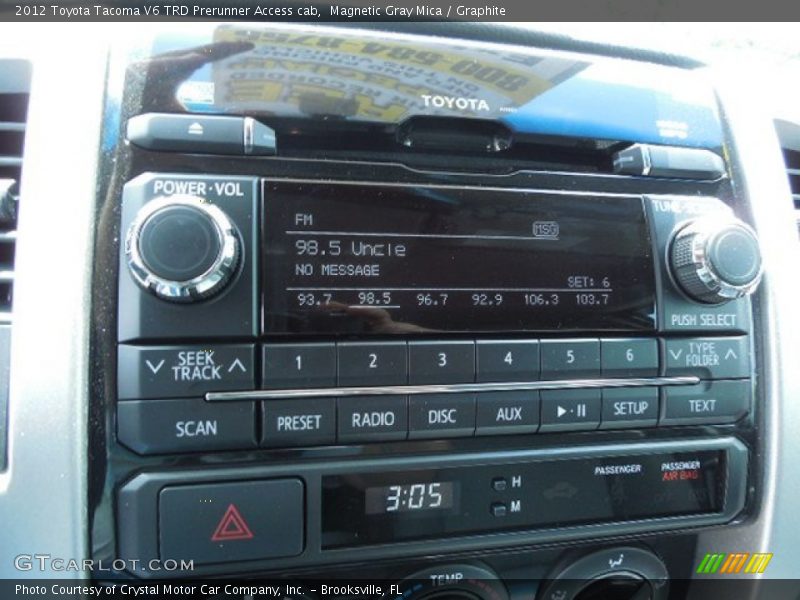 2012 Toyota Tacoma V6 TRD Prerunner Access cab, Magnetic Gray Mica / Graphite
TOYOTA
POWER·VOL
FM
MSG
98.5 Uncle
NO MESSAGE
SET: 6
93.7 98.5 96.7 92.9 106.3 103.7
PUSH SELECT
SEEK
TRACK
1 2 3 4 5 6
TYPE
FOLDER
SCAN PRESET RADIO DISC AUX SETUP TEXT
3:05
H
M
PASSENGER
PASSENGER
AIR BAG
TEMP
GTCARLOT.COM
Photo Courtesy of Crystal Motor Car Company, Inc. – Brooksville, FL